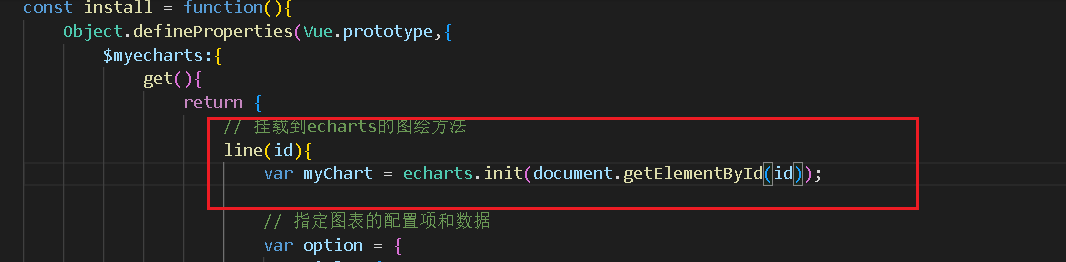 const install = function(){
Object.defineProperties(Vue.prototype,{
$myecharts:{
get(){
return {
// 挂载到echarts的图绘方法
line(id){
var myChart = echarts.init(document.getElementById(id));
// 指定图表的配置项和数据
var option = {